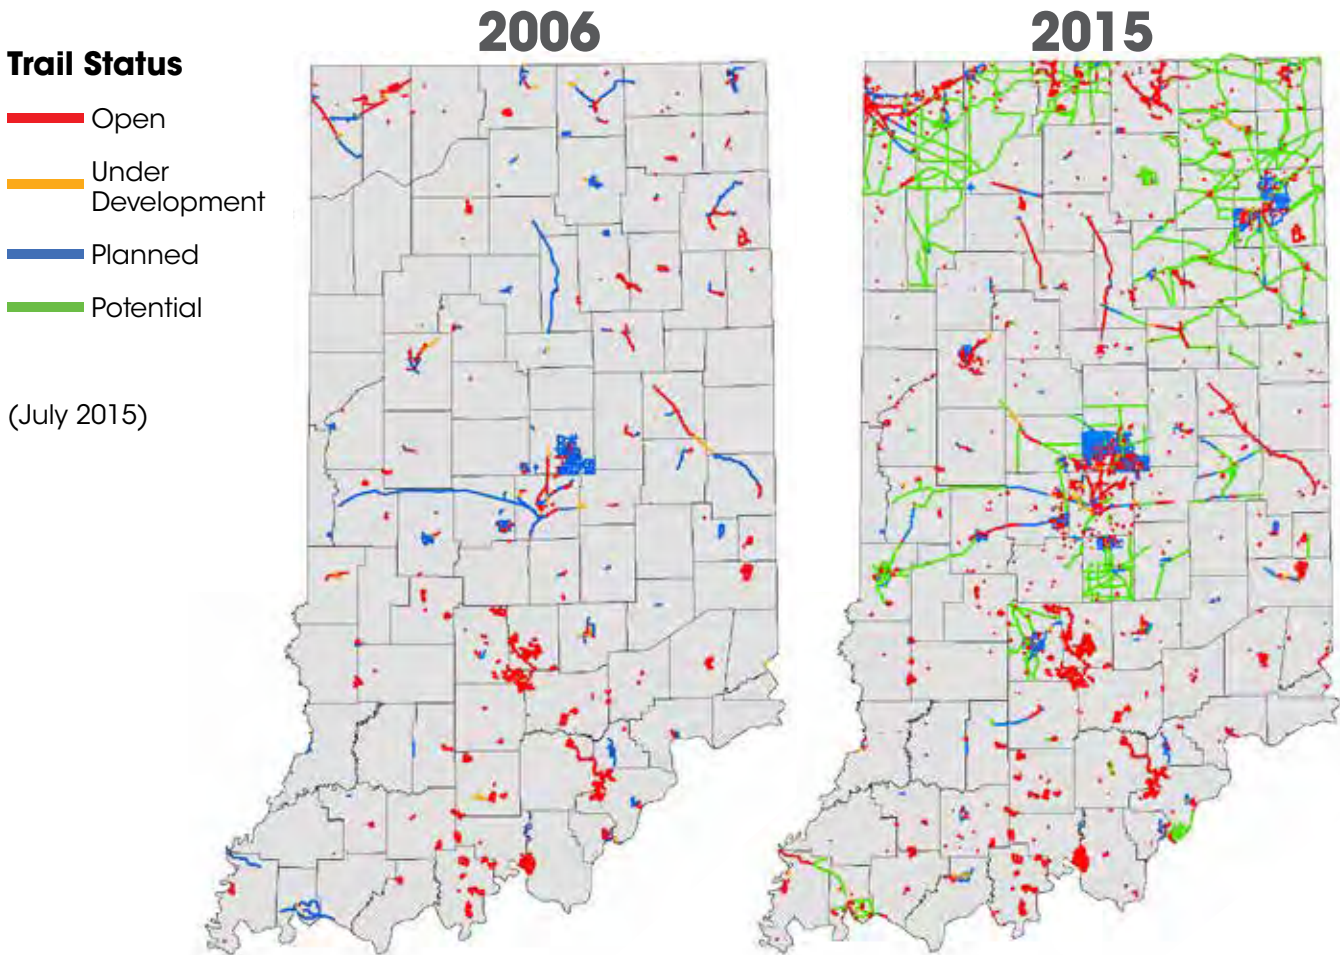 2006
2015
Trail Status
Open
Under
Development
Planned
Potential
(July 2015)